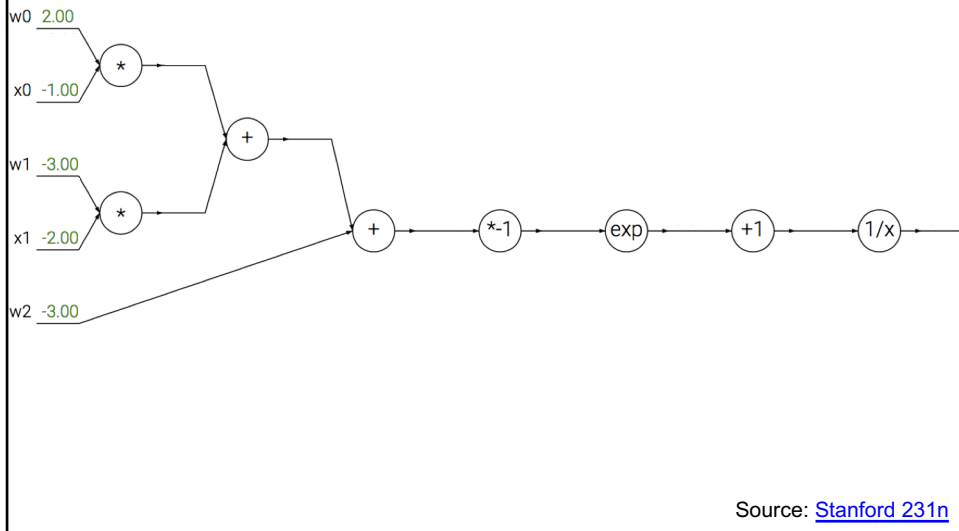 w0 2.00
*
x0 -1.00
+
w1 -3.00
*
x1 -2.00
+ *-1 exp +1 1/x
w2 -3.00
Source: Stanford 231n